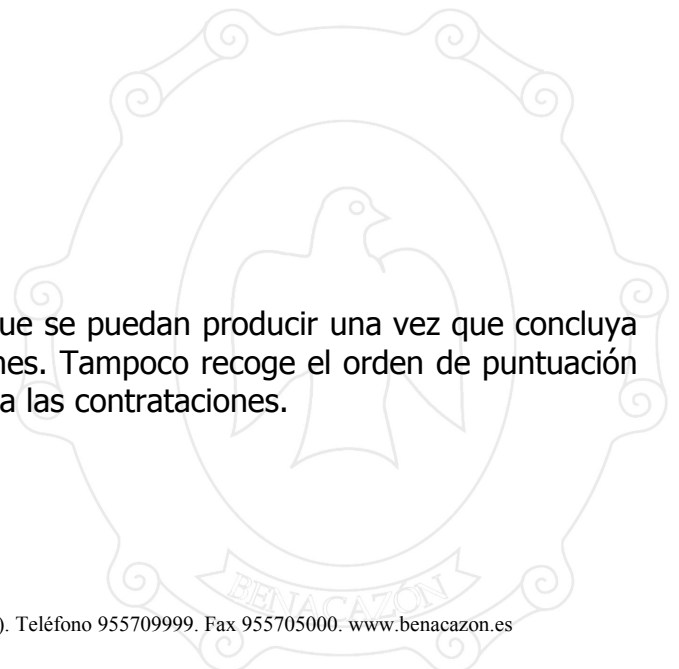 ue se puedan producir una vez que concluya
nes. Tampoco recoge el orden de puntuación
a las contrataciones.
BENACAZÓN
). Teléfono 955709999. Fax 955705000. www.benacazon.es